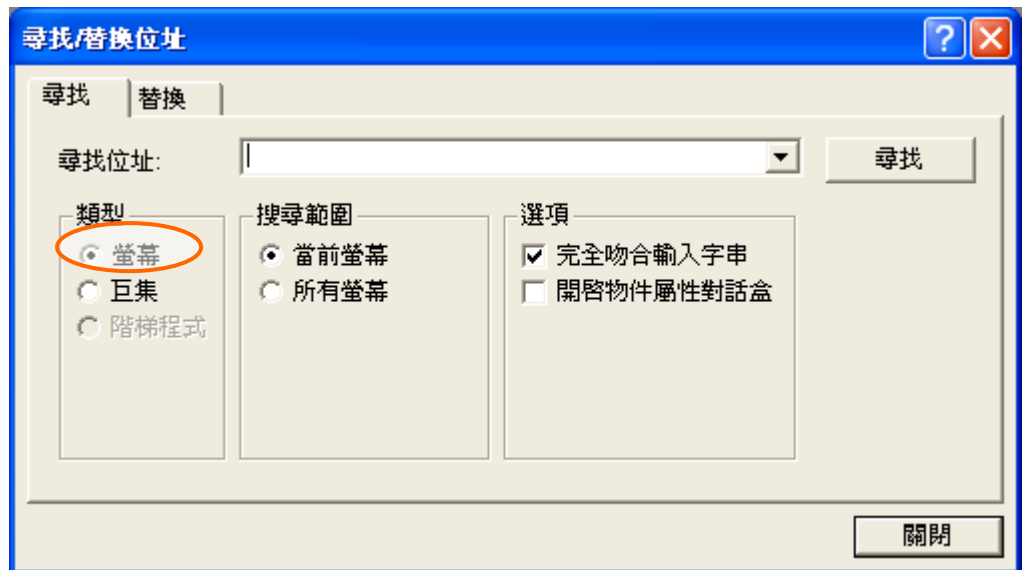 尋找/替換位址
尋找 替換
尋找位址: 尋找
類型 搜尋範圍 選項
螢幕 當前螢幕 完全吻合輸入字串
巨集 所有螢幕 開啓物件屬性對話盒
階梯程式
關閉